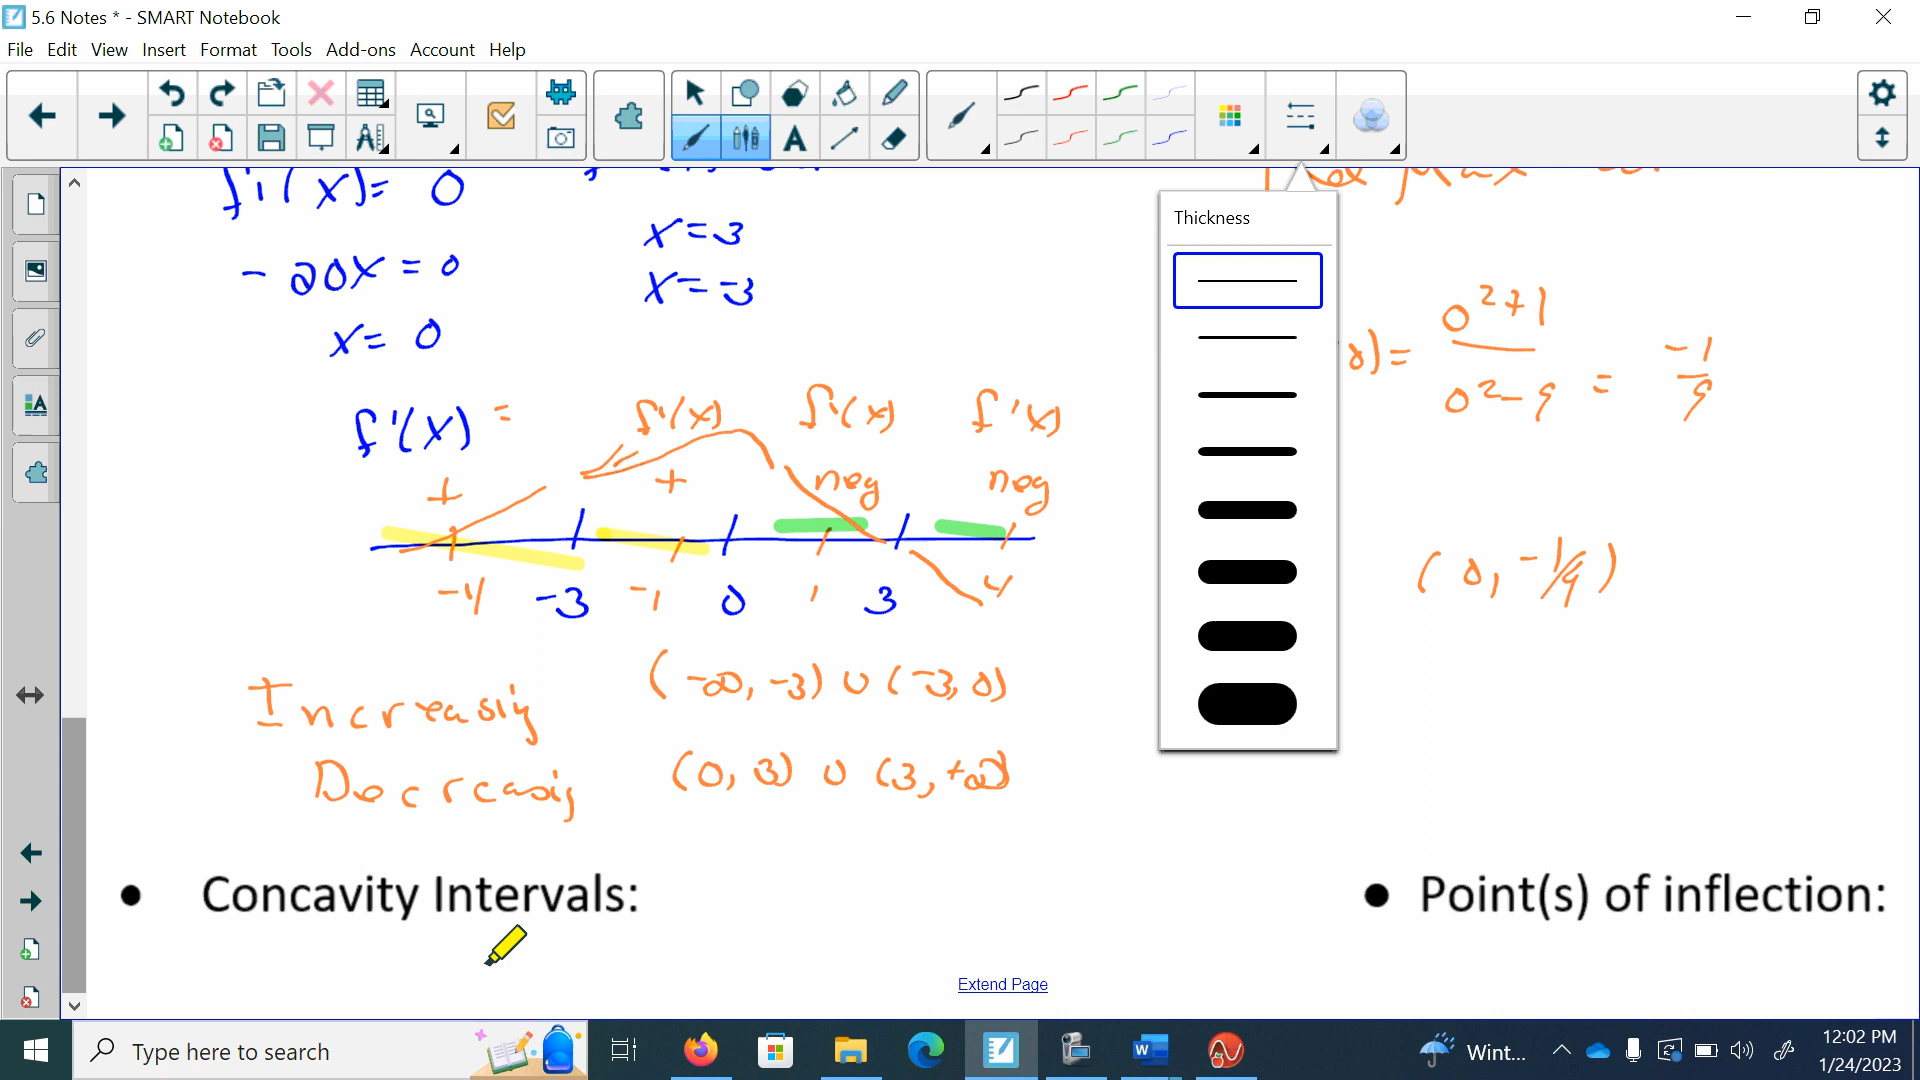 5.6 Notes * - SMART Notebook
File Edit View Insert Format Tools Add-ons Account Help
Thickness
f'(x)= 0
x=3
- 20x = 0
x=-3
x= 0
0)= 0²+1 / 0²-9 = -1/9
f'(x) =
f'(x) f'(x) f'(x)
+ + neg neg
-4 -3 -1 0 1 3 4
(0, -1/9)
Increasing (-∞, -3) ∪ (-3, 0)
Decreasing (0, 3) ∪ (3, +∞)
• Concavity Intervals:
• Point(s) of inflection:
Extend Page
Type here to search
Wint...
12:02 PM
1/24/2023